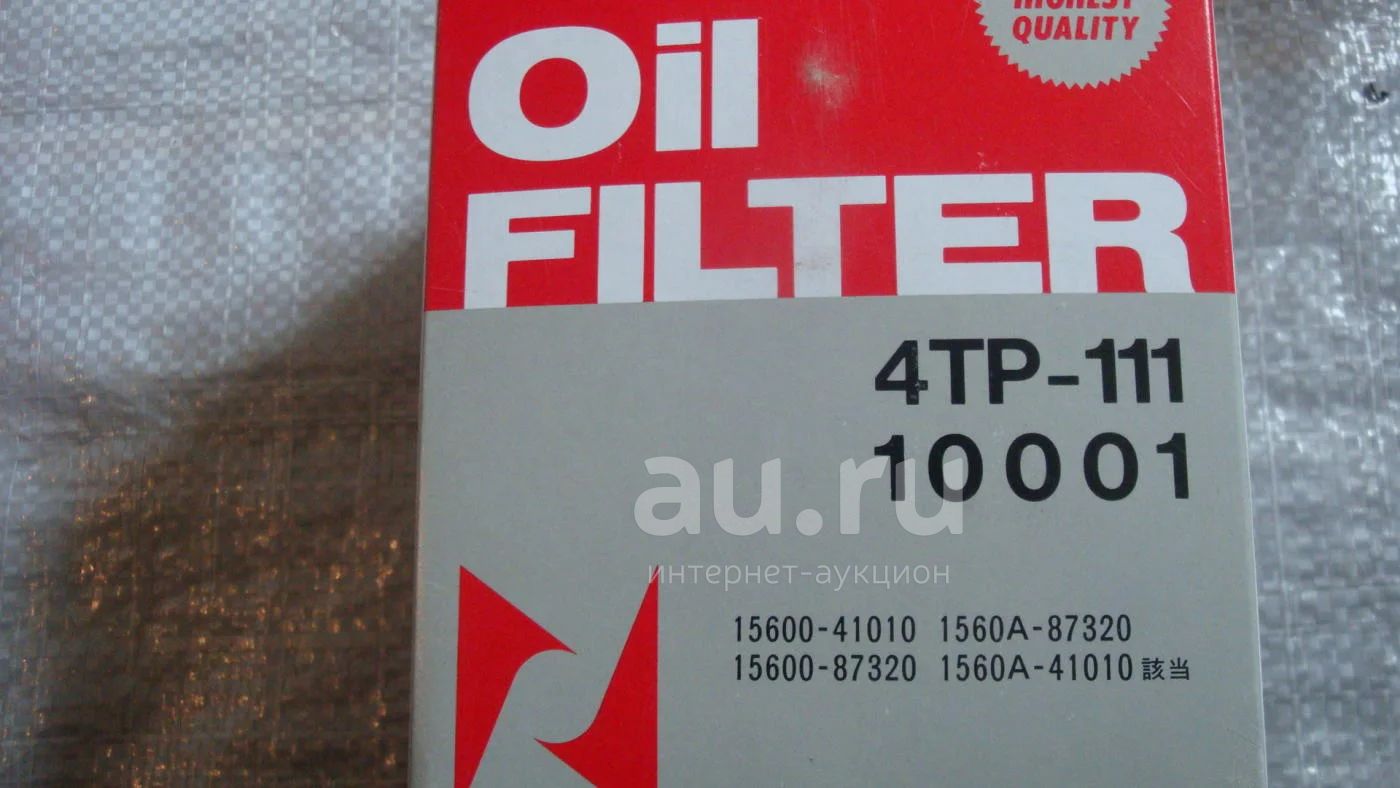 HIGHEST
QUALITY
Oil
FILTER
4TP-111
10001
au.ru
интернет-аукцион
15600-41010 1560A-87320
15600-87320 1560A-41010 該当